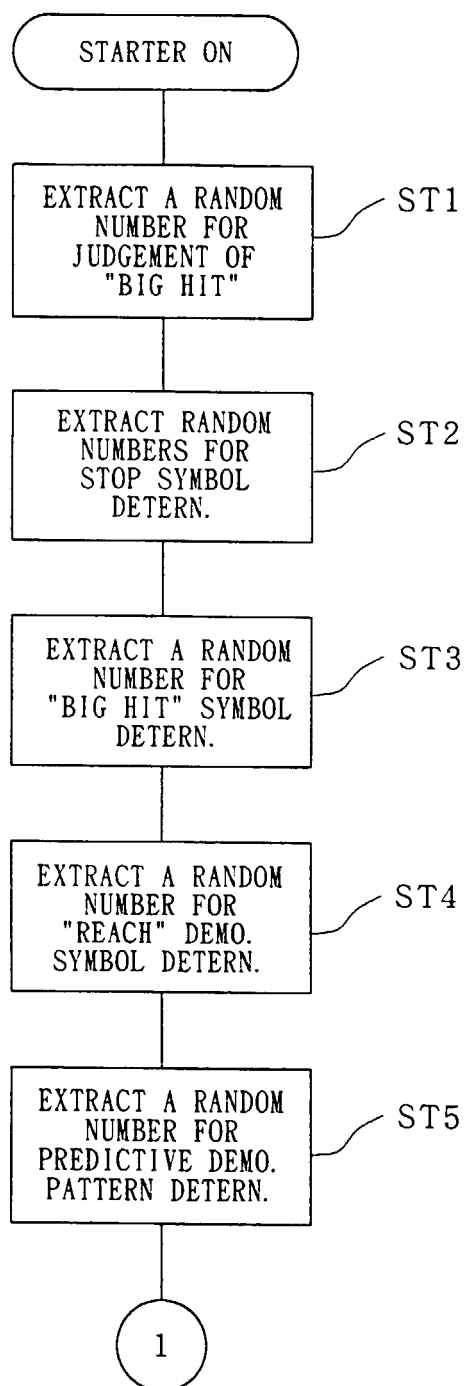 STARTER ON
EXTRACT A RANDOM
NUMBER FOR
JUDGEMENT OF
"BIG HIT"
ST1
EXTRACT RANDOM
NUMBERS FOR
STOP SYMBOL
DETERN.
ST2
EXTRACT A RANDOM
NUMBER FOR
"BIG HIT" SYMBOL
DETERN.
ST3
EXTRACT A RANDOM
NUMBER FOR
"REACH" DEMO.
SYMBOL DETERN.
ST4
EXTRACT A RANDOM
NUMBER FOR
PREDICTIVE DEMO.
PATTERN DETERN.
ST5
1